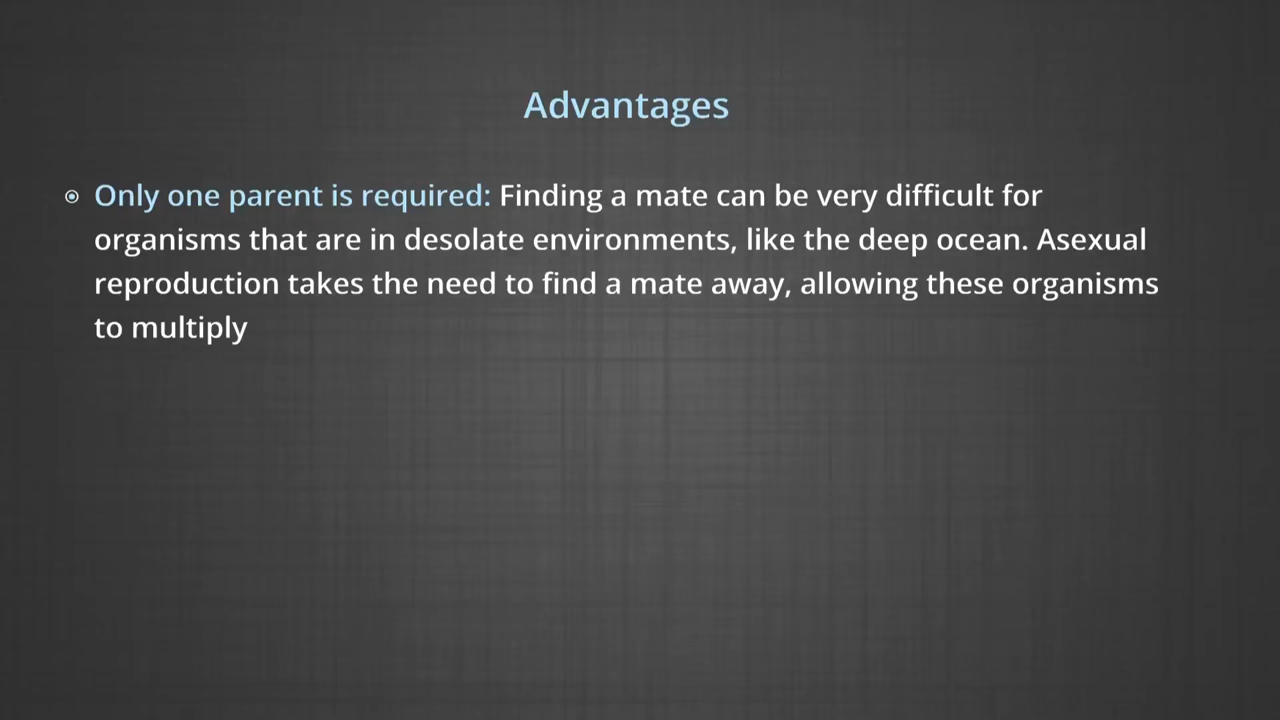 Advantages
Only one parent is required: Finding a mate can be very difficult for
organisms that are in desolate environments, like the deep ocean. Asexual
reproduction takes the need to find a mate away, allowing these organisms
to multiply